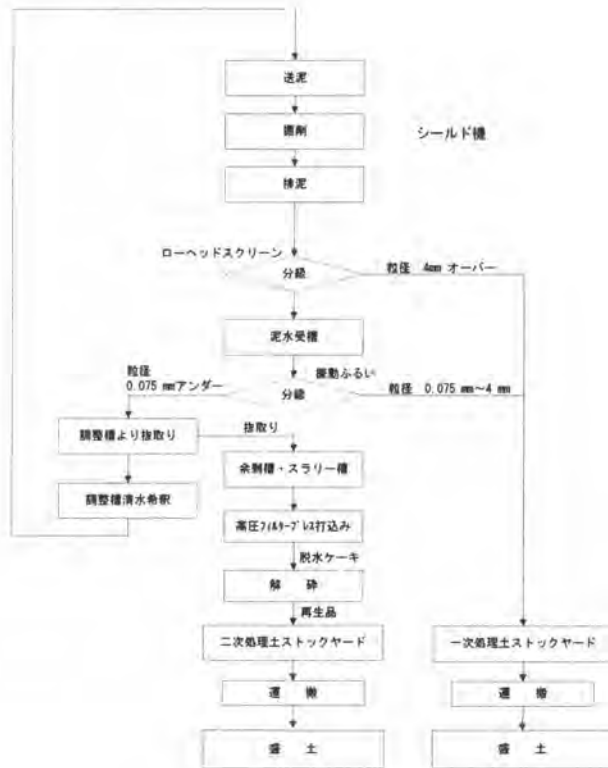 送泥
掘削
シールド機
排泥
ローヘッドスクリーン
分級
粒径 4mm オーバー
泥水受槽
粒径
0.075 mmアンダー
振動ふるい
分級
粒径 0.075 mm～4 mm
調整槽より抜取り
抜取り
余剰槽・スラリー槽
調整槽清水希釈
高圧フィルタープレス打込み
脱水ケーキ
解 砕
再生品
二次処理土ストックヤード
一次処理土ストックヤード
運 搬
運 搬
盛 土
盛 土